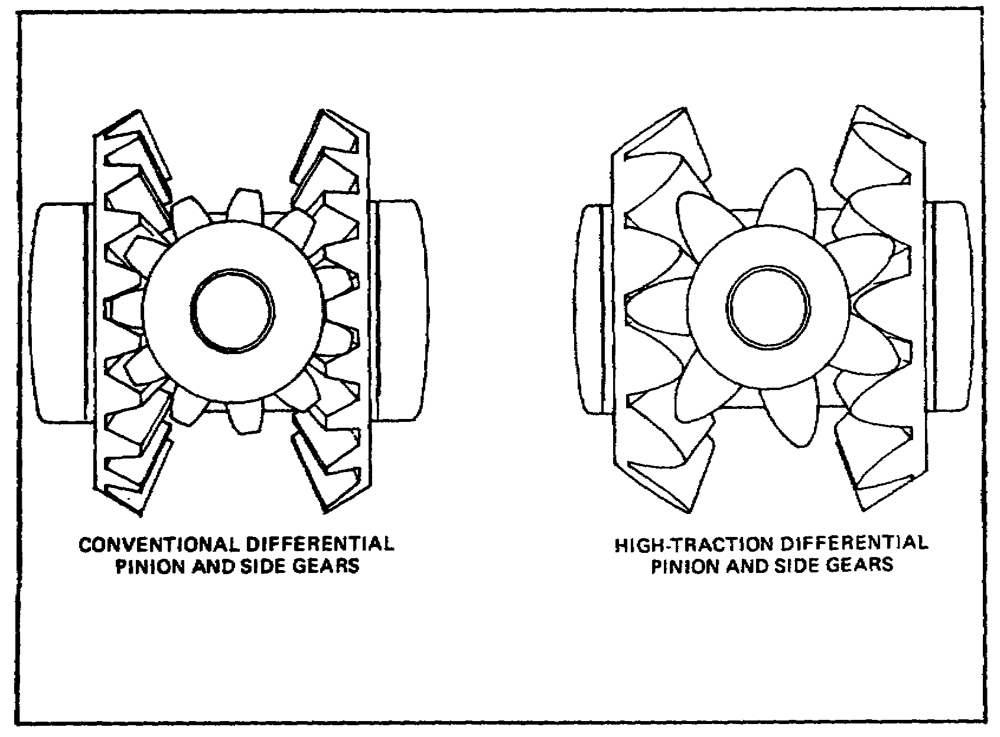 CONVENTIONAL DIFFERENTIAL
PINION AND SIDE GEARS
HIGH-TRACTION DIFFERENTIAL
PINION AND SIDE GEARS